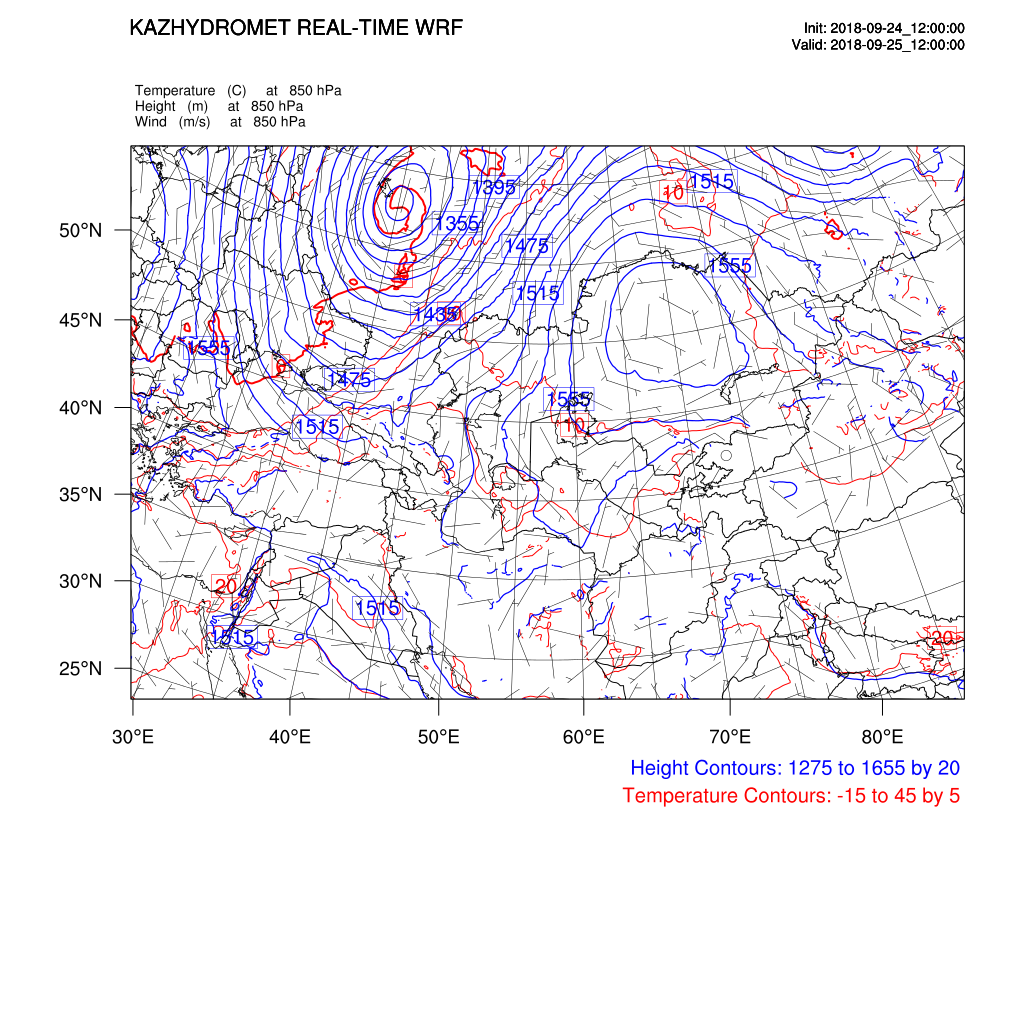 KAZHYDROMET REAL-TIME WRF
Init: 2018-09-24_12:00:00
Valid: 2018-09-25_12:00:00
Temperature (C) at 850 hPa
Height (m) at 850 hPa
Wind (m/s) at 850 hPa
1515
1395
10
1355
50°N
1475
1555
1515
1435
45°N
1555
0
1475
1555
40°N
10
1515
35°N
30°N
20
1515
1515
20
25°N
30°E 40°E 50°E 60°E 70°E 80°E
Height Contours: 1275 to 1655 by 20
Temperature Contours: -15 to 45 by 5